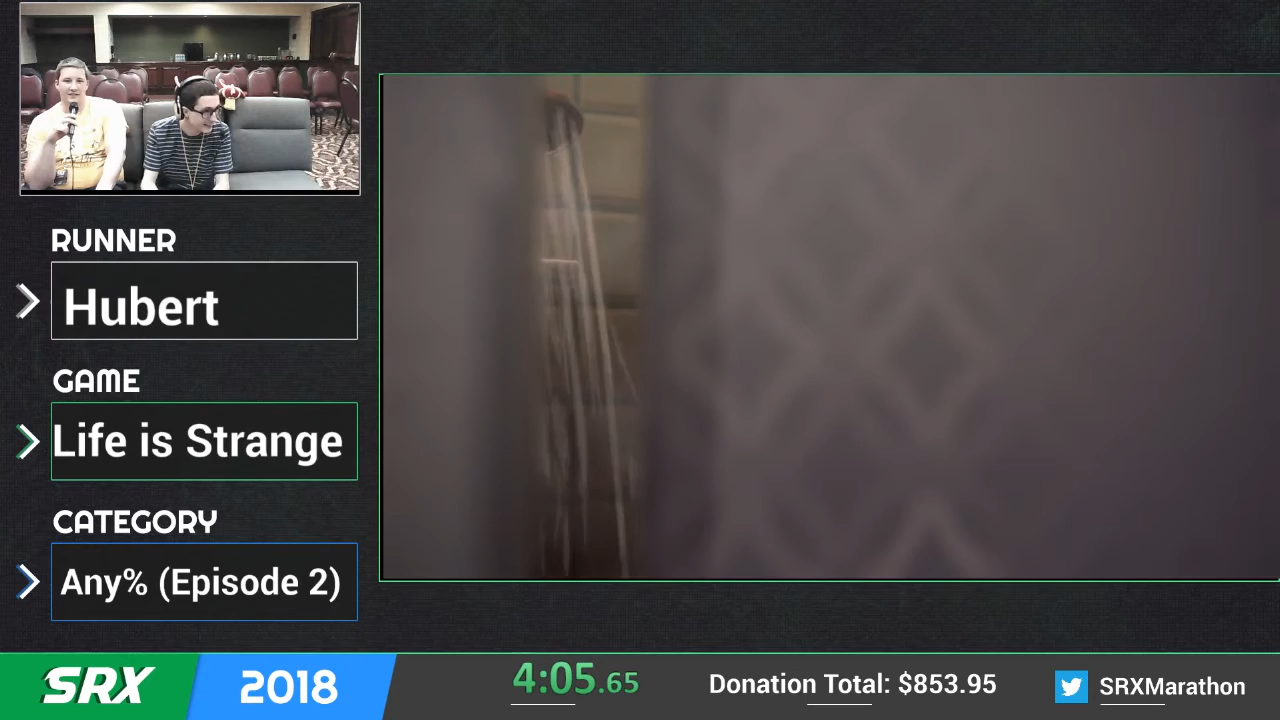 RUNNER
Hubert
GAME
Life is Strange
CATEGORY
Any% (Episode 2)
SRX
2018
4:05.65
Donation Total: $853.95
SRXMarathon